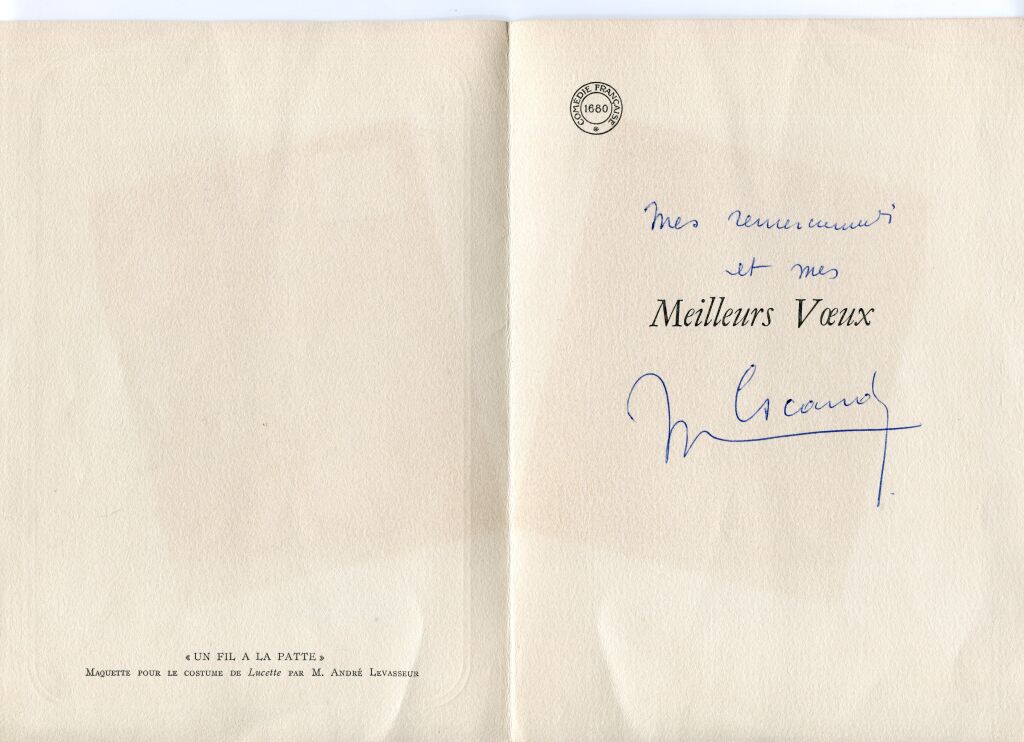 « UN FIL A LA PATTE »
MAQUETTE POUR LE COSTUME DE Lucette PAR M. ANDRÉ LEVASSEUR
COMÉDIE FRANÇAISE
1680
Mes remerciements
et mes
Meilleurs Vœux
M Escande